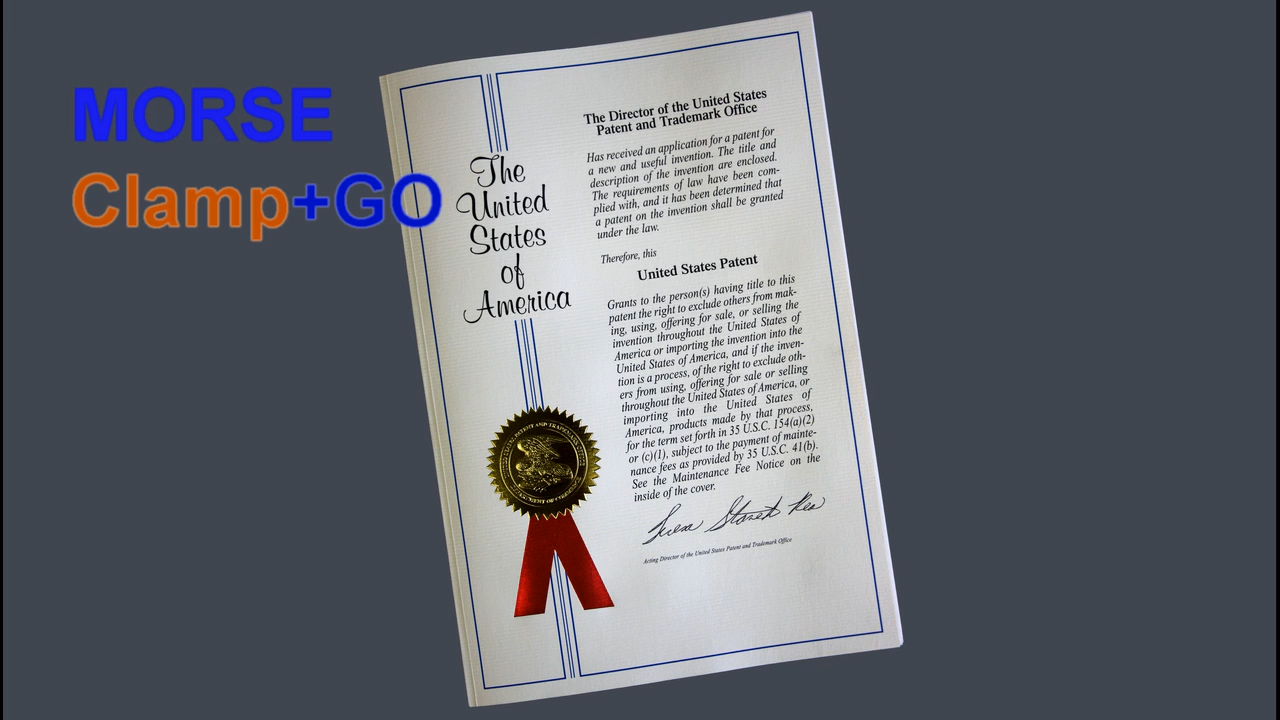 MORSE
Clamp+GO
The
United
States
of
America
The Director of the United States
Patent and Trademark Office
Has received an application for a patent for
a new and useful invention. The title and
description of the invention are enclosed.
The requirements of law have been com-
plied with, and it has been determined that
a patent on the invention shall be granted
under the law.
Therefore, this
United States Patent
Grants to the person(s) having title to this
patent the right to exclude others from mak-
ing, using, offering for sale, or selling the
invention throughout the United States of
America or importing the invention into the
United States of America, and if the inven-
tion is a process, of the right to exclude oth-
ers from using, offering for sale or selling
throughout the United States of America, or
importing into the United States of
America, products made by that process,
for the term set forth in 35 U.S.C. 154(a)(2)
or (c)(1), subject to the payment of mainte-
nance fees as provided by 35 U.S.C. 41(b).
See the Maintenance Fee Notice on the
inside of the cover.
Acting Director of the United States Patent and Trademark Office